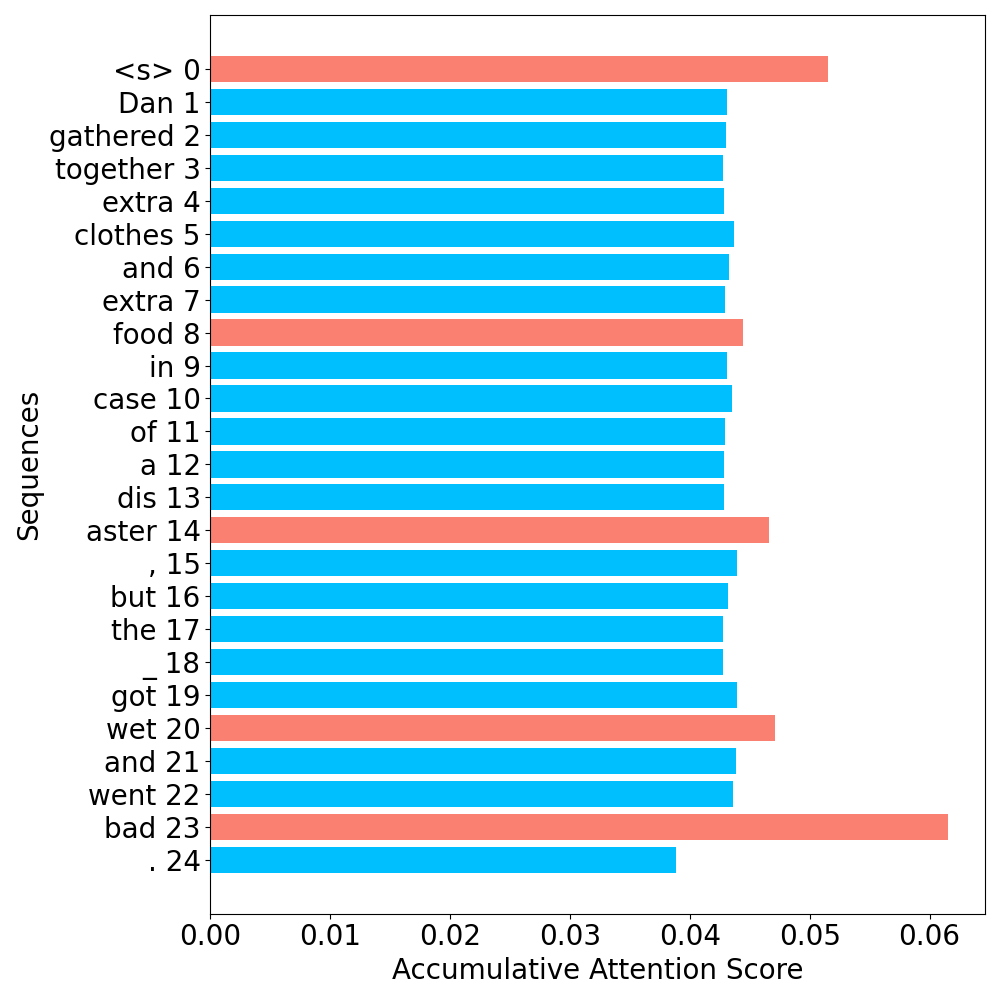 <s> 0
Dan 1
gathered 2
together 3
extra 4
clothes 5
and 6
extra 7
food 8
in 9
case 10
of 11
a 12
dis 13
aster 14
, 15
but 16
the 17
_ 18
got 19
wet 20
and 21
went 22
bad 23
. 24
Sequences
0.00 0.01 0.02 0.03 0.04 0.05 0.06
Accumulative Attention Score